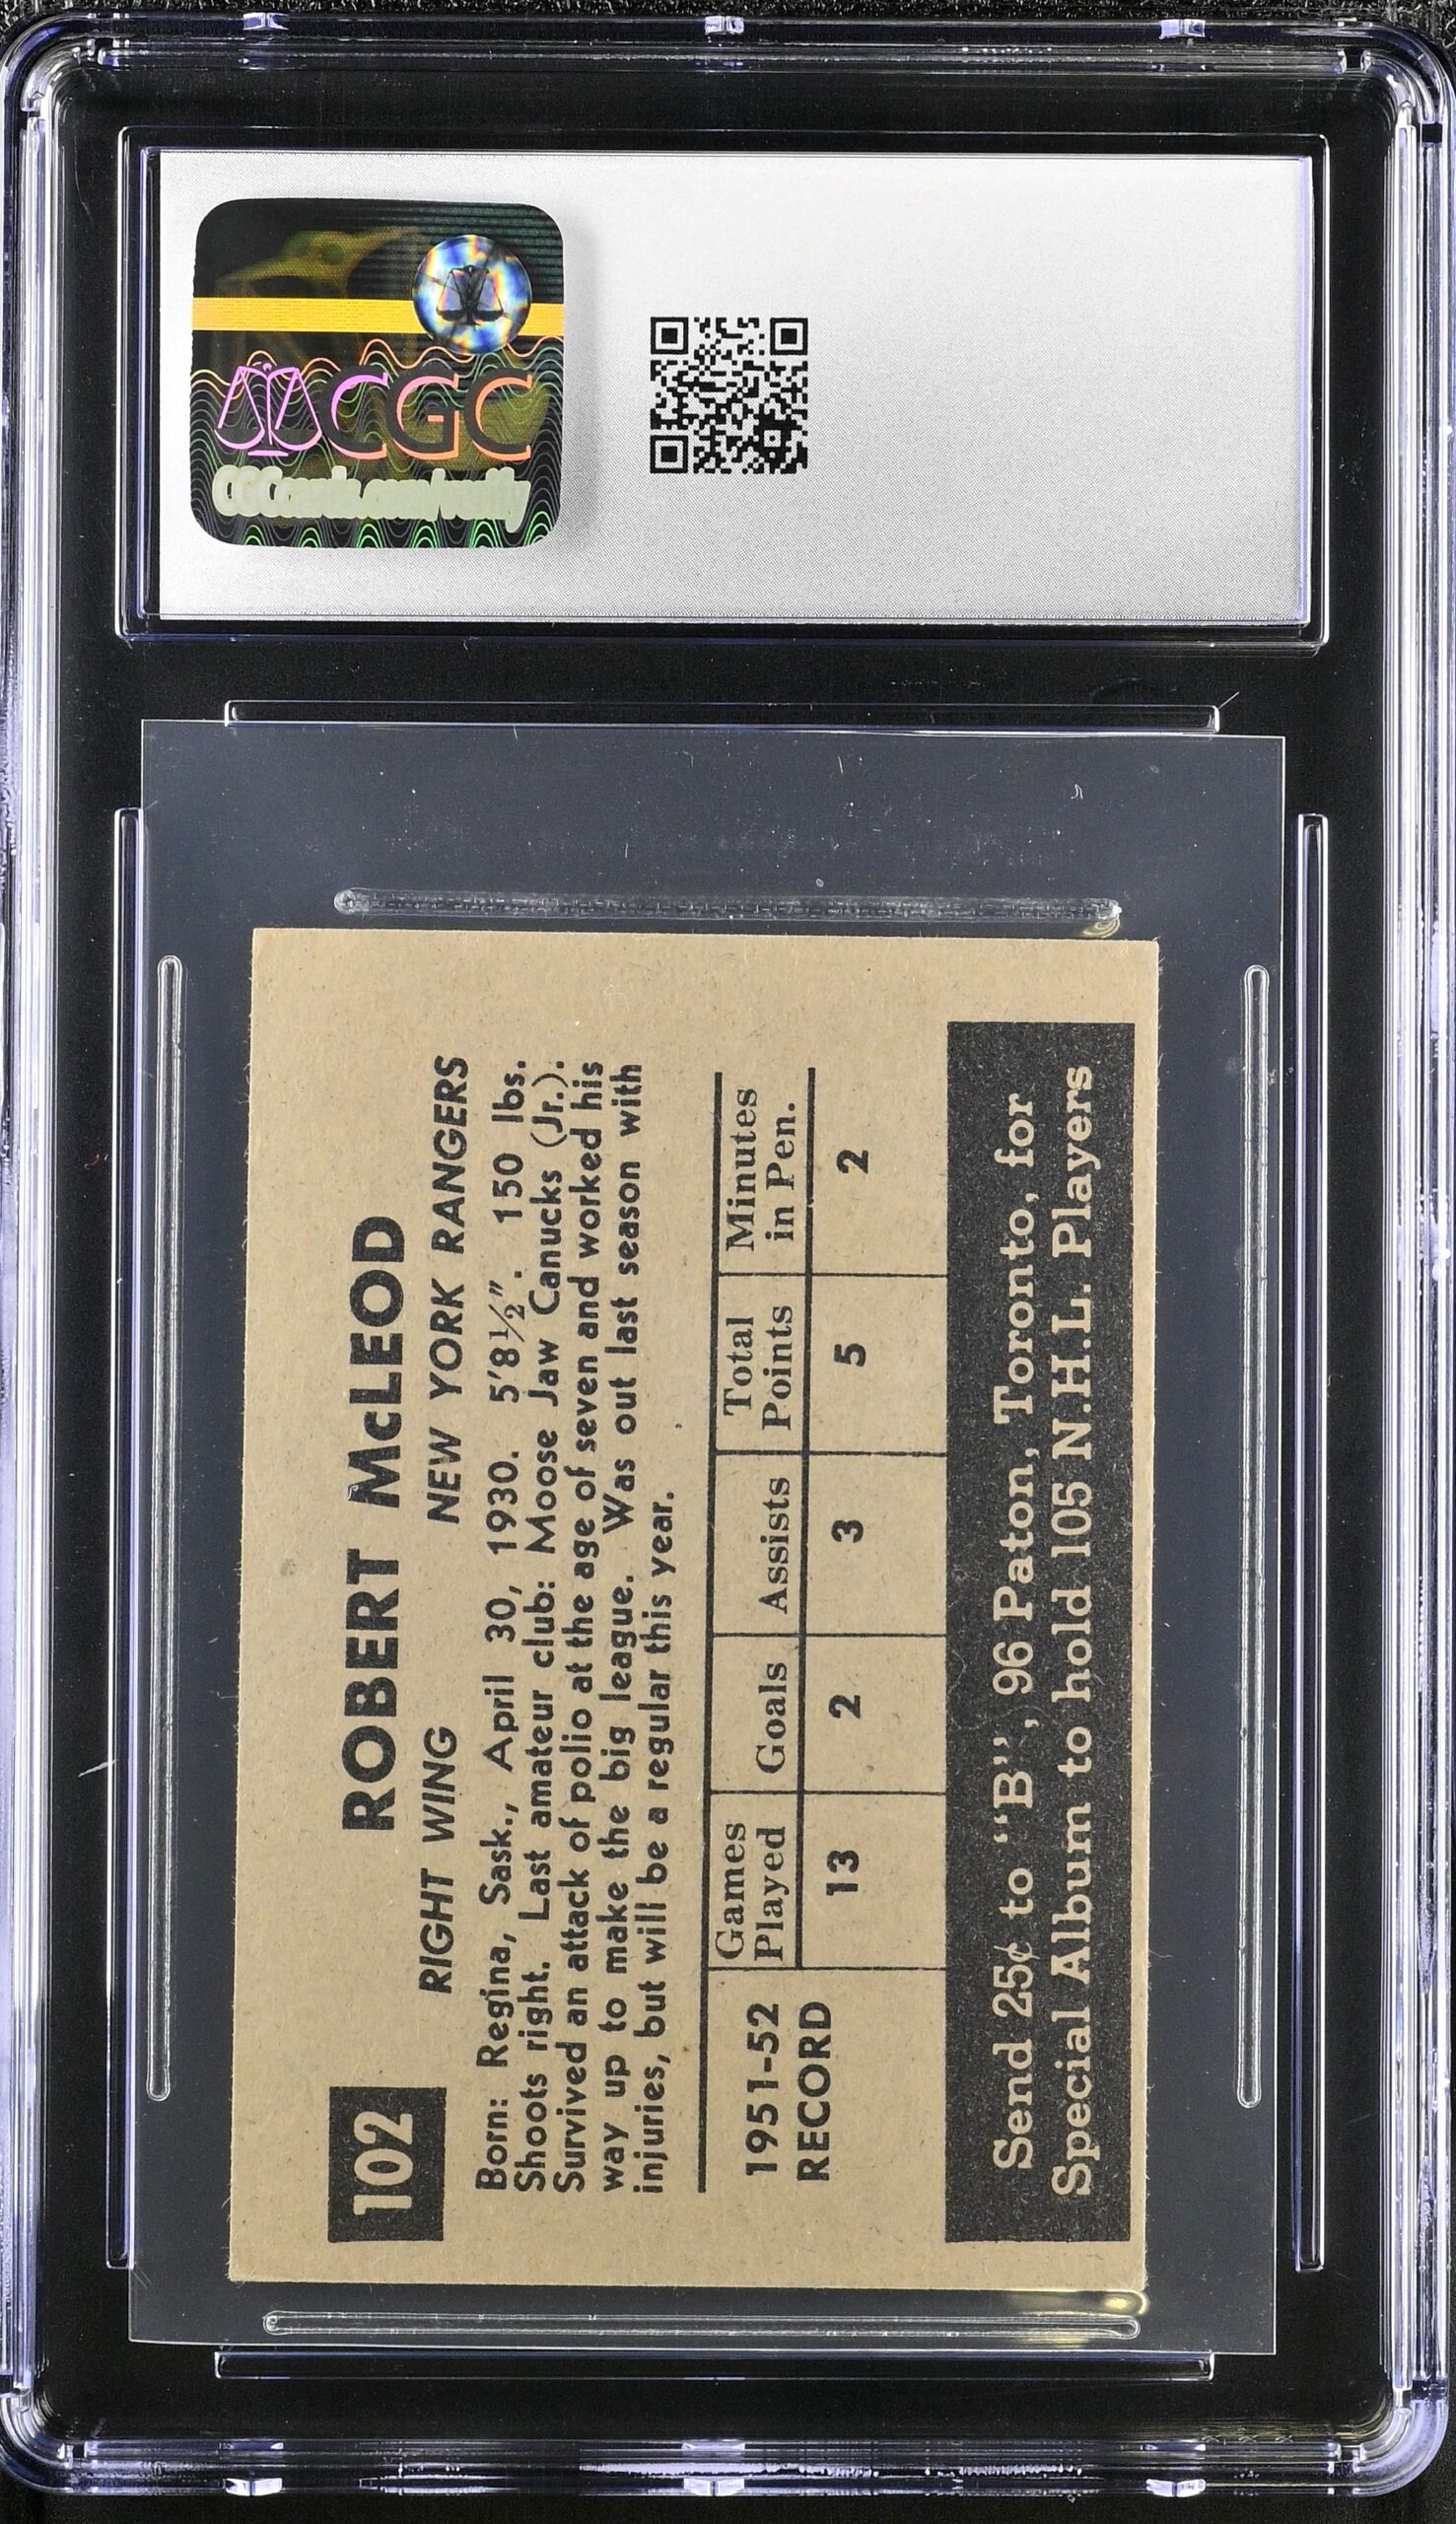 CGC
102
ROBERT McLEOD
RIGHT WING NEW YORK RANGERS
Born: Regina, Sask., April 30, 1930. 5'8½". 150 lbs.
Shoots right. Last amateur club: Moose Jaw Canucks (Jr.).
Survived an attack of polio at the age of seven and worked his
way up to make the big league. Was out last season with
injuries, but will be a regular this year.
1951-52
RECORD
Games
Played
Goals
Assists
Total
Points
Minutes
in Pen.
13 2 3 5 2
Send 25¢ to "B", 96 Paton, Toronto, for
Special Album to hold 105 N.H.L. Players